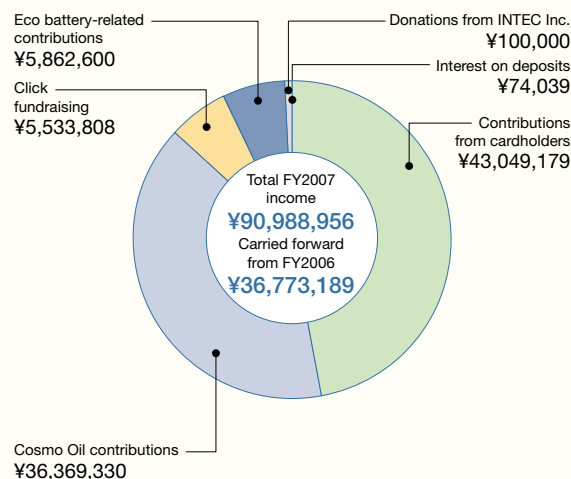 Eco battery-related
contributions
¥5,862,600
Click
fundraising
¥5,533,808
Donations from INTEC Inc.
¥100,000
Interest on deposits
¥74,039
Contributions
from cardholders
¥43,049,179
Total FY2007
income
¥90,988,956
Carried forward
from FY2006
¥36,773,189
Cosmo Oil contributions
¥36,369,330